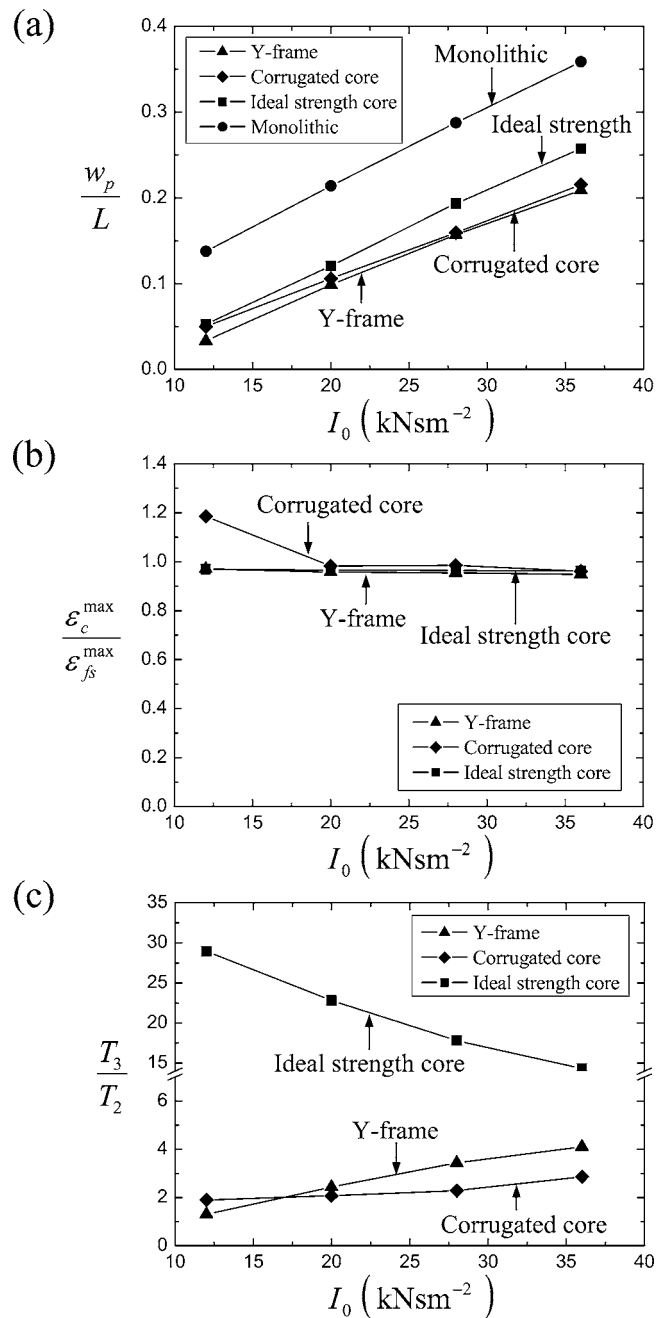 (a)
0.4
0.3
0.2
0.1
0.0
w_p
L
Y-frame
Corrugated core
Ideal strength core
Monolithic
Monolithic
Ideal strength
Corrugated core
Y-frame
10 15 20 25 30 35 40
I₀ (kNsm⁻²)
(b)
1.4
1.2
1.0
0.8
0.6
0.4
0.2
0.0
ε_c^max
ε_fs^max
Corrugated core
Y-frame
Ideal strength core
Y-frame
Corrugated core
Ideal strength core
10 15 20 25 30 35 40
I₀ (kNsm⁻²)
(c)
35
30
25
20
15
6
4
2
0
T₃
T₂
Y-frame
Corrugated core
Ideal strength core
Ideal strength core
Y-frame
Corrugated core
10 15 20 25 30 35 40
I₀ (kNsm⁻²)